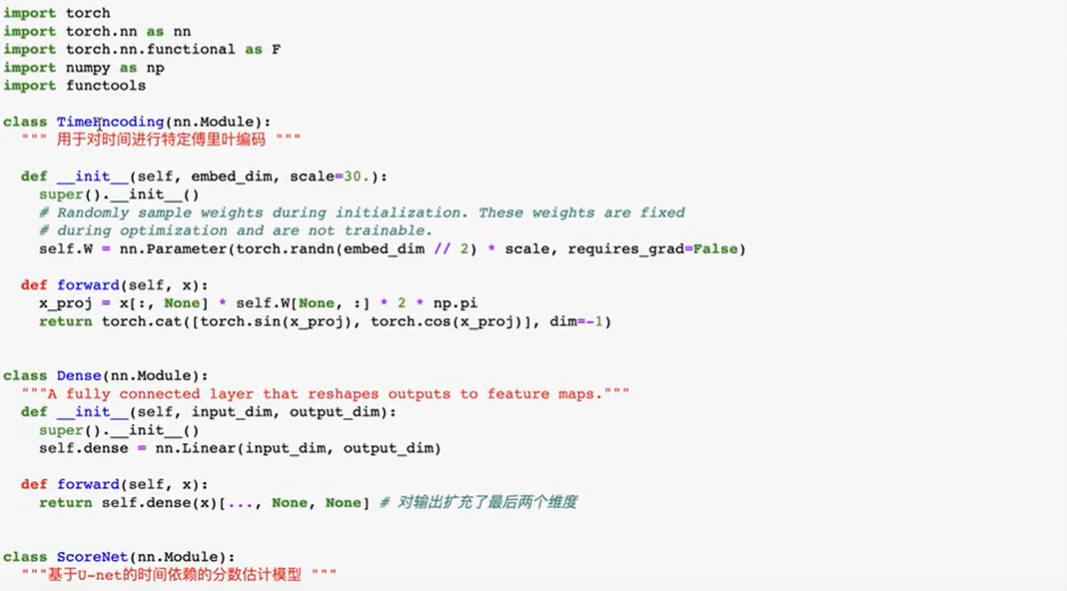 import torch
import torch.nn as nn
import torch.nn.functional as F
import numpy as np
import functools
class TimeEncoding(nn.Module):
""" 用于对时间进行特定傅里叶编码 """
def __init__(self, embed_dim, scale=30.):
super().__init__()
# Randomly sample weights during initialization. These weights are fixed
# during optimization and are not trainable.
self.W = nn.Parameter(torch.randn(embed_dim // 2) * scale, requires_grad=False)
def forward(self, x):
x_proj = x[:, None] * self.W[None, :] * 2 * np.pi
return torch.cat([torch.sin(x_proj), torch.cos(x_proj)], dim=-1)
class Dense(nn.Module):
"""A fully connected layer that reshapes outputs to feature maps."""
def __init__(self, input_dim, output_dim):
super().__init__()
self.dense = nn.Linear(input_dim, output_dim)
def forward(self, x):
return self.dense(x)[..., None, None] # 对输出扩充了最后两个维度
class ScoreNet(nn.Module):
"""基于U-net的时间依赖的分数估计模型 """